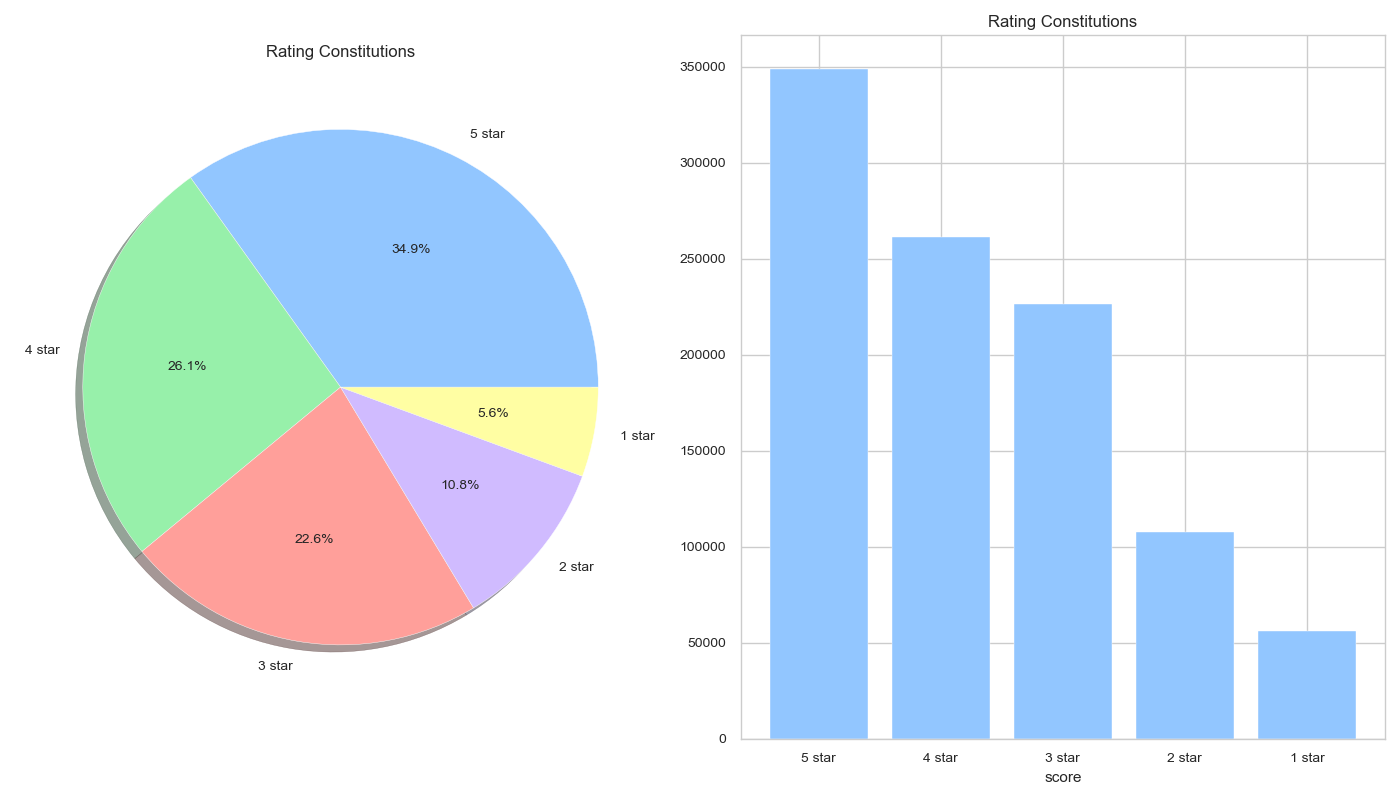 Rating Constitutions
5 star
34.9%
4 star
26.1%
5.6%
1 star
10.8%
22.6%
2 star
3 star
Rating Constitutions
350000
300000
250000
200000
150000
100000
50000
0
5 star 4 star 3 star 2 star 1 star
score